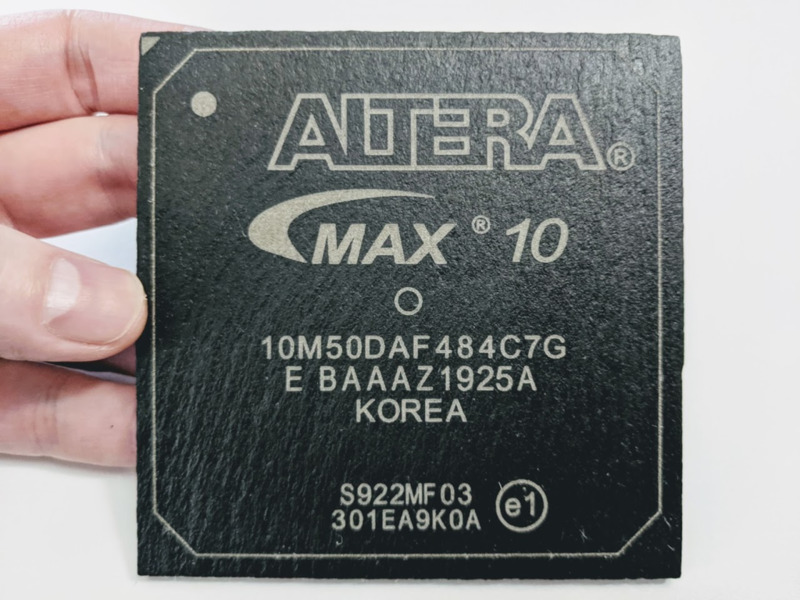 ALTERA®
MAX® 10
10M50DAF484C7G
E BAAAZ1925A
KOREA
S922MF03
301EA9K0A
e1